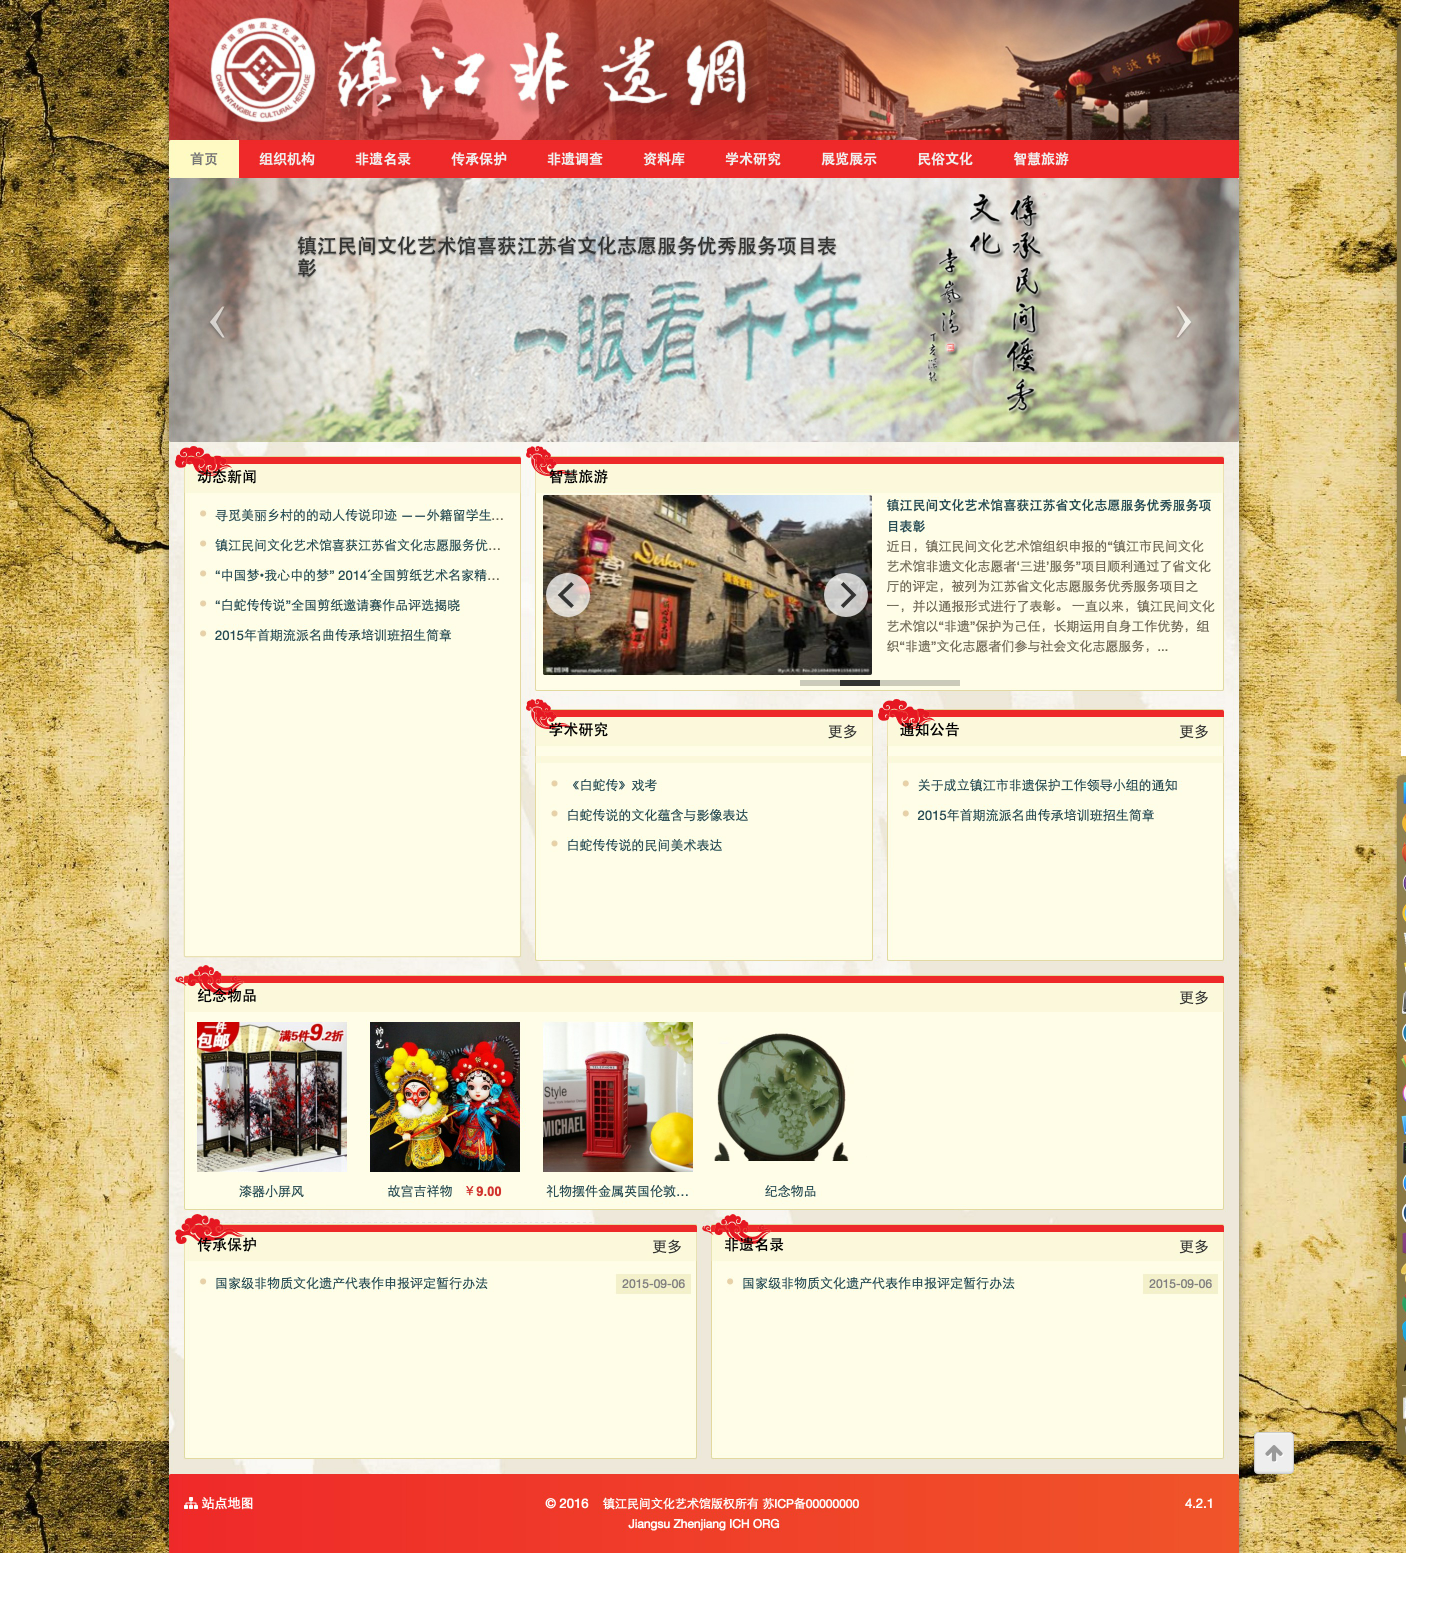 中国非物质文化遗产
CHINA INTANGIBLE CULTURAL HERITAGE
镇江非遗網
首页 组织机构 非遗名录 传承保护 非遗调查 资料库 学术研究 展览展示 民俗文化 智慧旅游
镇江民间文化艺术馆喜获江苏省文化志愿服务优秀服务项目表
彰
一眼看千年
傳承民间優秀
文化
李岚清
动态新闻
寻觅美丽乡村的的动人传说印迹 ——外籍留学生...
镇江民间文化艺术馆喜获江苏省文化志愿服务优...
“中国梦•我心中的梦” 2014´全国剪纸艺术名家精...
“白蛇传传说”全国剪纸邀请赛作品评选揭晓
2015年首期流派名曲传承培训班招生简章
智慧旅游
镇江民间文化艺术馆喜获江苏省文化志愿服务优秀服务项
目表彰
近日，镇江民间文化艺术馆组织申报的“镇江市民间文化
艺术馆非遗文化志愿者‘三进’服务”项目顺利通过了省文化
厅的评定，被列为江苏省文化志愿服务优秀服务项目之
一，并以通报形式进行了表彰。 一直以来，镇江民间文化
艺术馆以“非遗”保护为己任，长期运用自身工作优势，组
织“非遗”文化志愿者们参与社会文化志愿服务，...
学术研究 更多
《白蛇传》戏考
白蛇传说的文化蕴含与影像表达
白蛇传传说的民间美术表达
通知公告 更多
关于成立镇江市非遗保护工作领导小组的通知
2015年首期流派名曲传承培训班招生简章
纪念物品 更多
包邮
满5件9.2折
帅艺
TELEPHONE
Style
MICHAEL
漆器小屏风
故宫吉祥物 ￥9.00
礼物摆件金属英国伦敦...
纪念物品
传承保护 更多
国家级非物质文化遗产代表作申报评定暂行办法 2015-09-06
非遗名录 更多
国家级非物质文化遗产代表作申报评定暂行办法 2015-09-06
站点地图
© 2016 镇江民间文化艺术馆版权所有 苏ICP备00000000
Jiangsu Zhenjiang ICH ORG
4.2.1